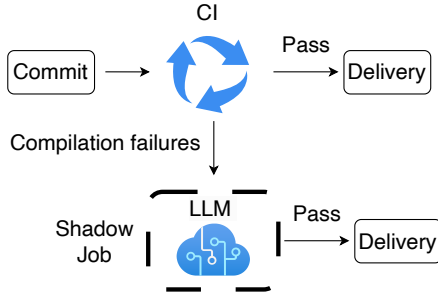 CI
Pass
Commit
Delivery
Compilation failures
LLM
Pass
Shadow
Job
Delivery